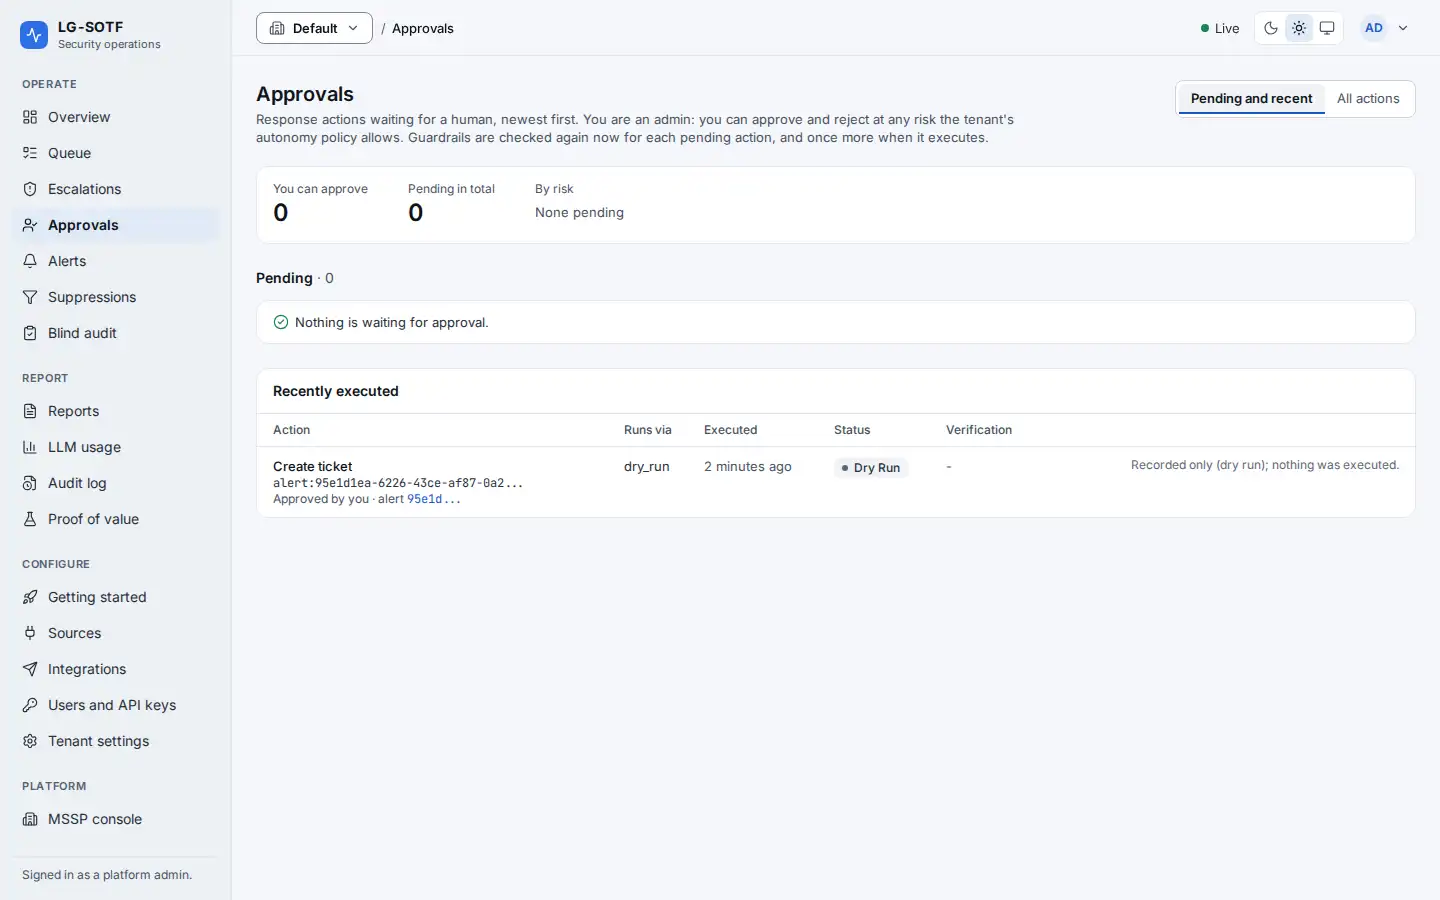 LG-SOTF
Security operations
OPERATE
Overview
Queue
Escalations
Approvals
Alerts
Suppressions
Blind audit
REPORT
Reports
LLM usage
Audit log
Proof of value
CONFIGURE
Getting started
Sources
Integrations
Users and API keys
Tenant settings
PLATFORM
MSSP console
Signed in as a platform admin.
Default / Approvals
Live
AD
Approvals
Response actions waiting for a human, newest first. You are an admin: you can approve and reject at any risk the tenant's
autonomy policy allows. Guardrails are checked again now for each pending action, and once more when it executes.
Pending and recent All actions
You can approve Pending in total By risk
0 0 None pending
Pending · 0
Nothing is waiting for approval.
Recently executed
Action Runs via Executed Status Verification
Create ticket dry_run 2 minutes ago Dry Run - Recorded only (dry run); nothing was executed.
alert:95e1d1ea-6226-43ce-af87-0a2...
Approved by you · alert 95e1d...